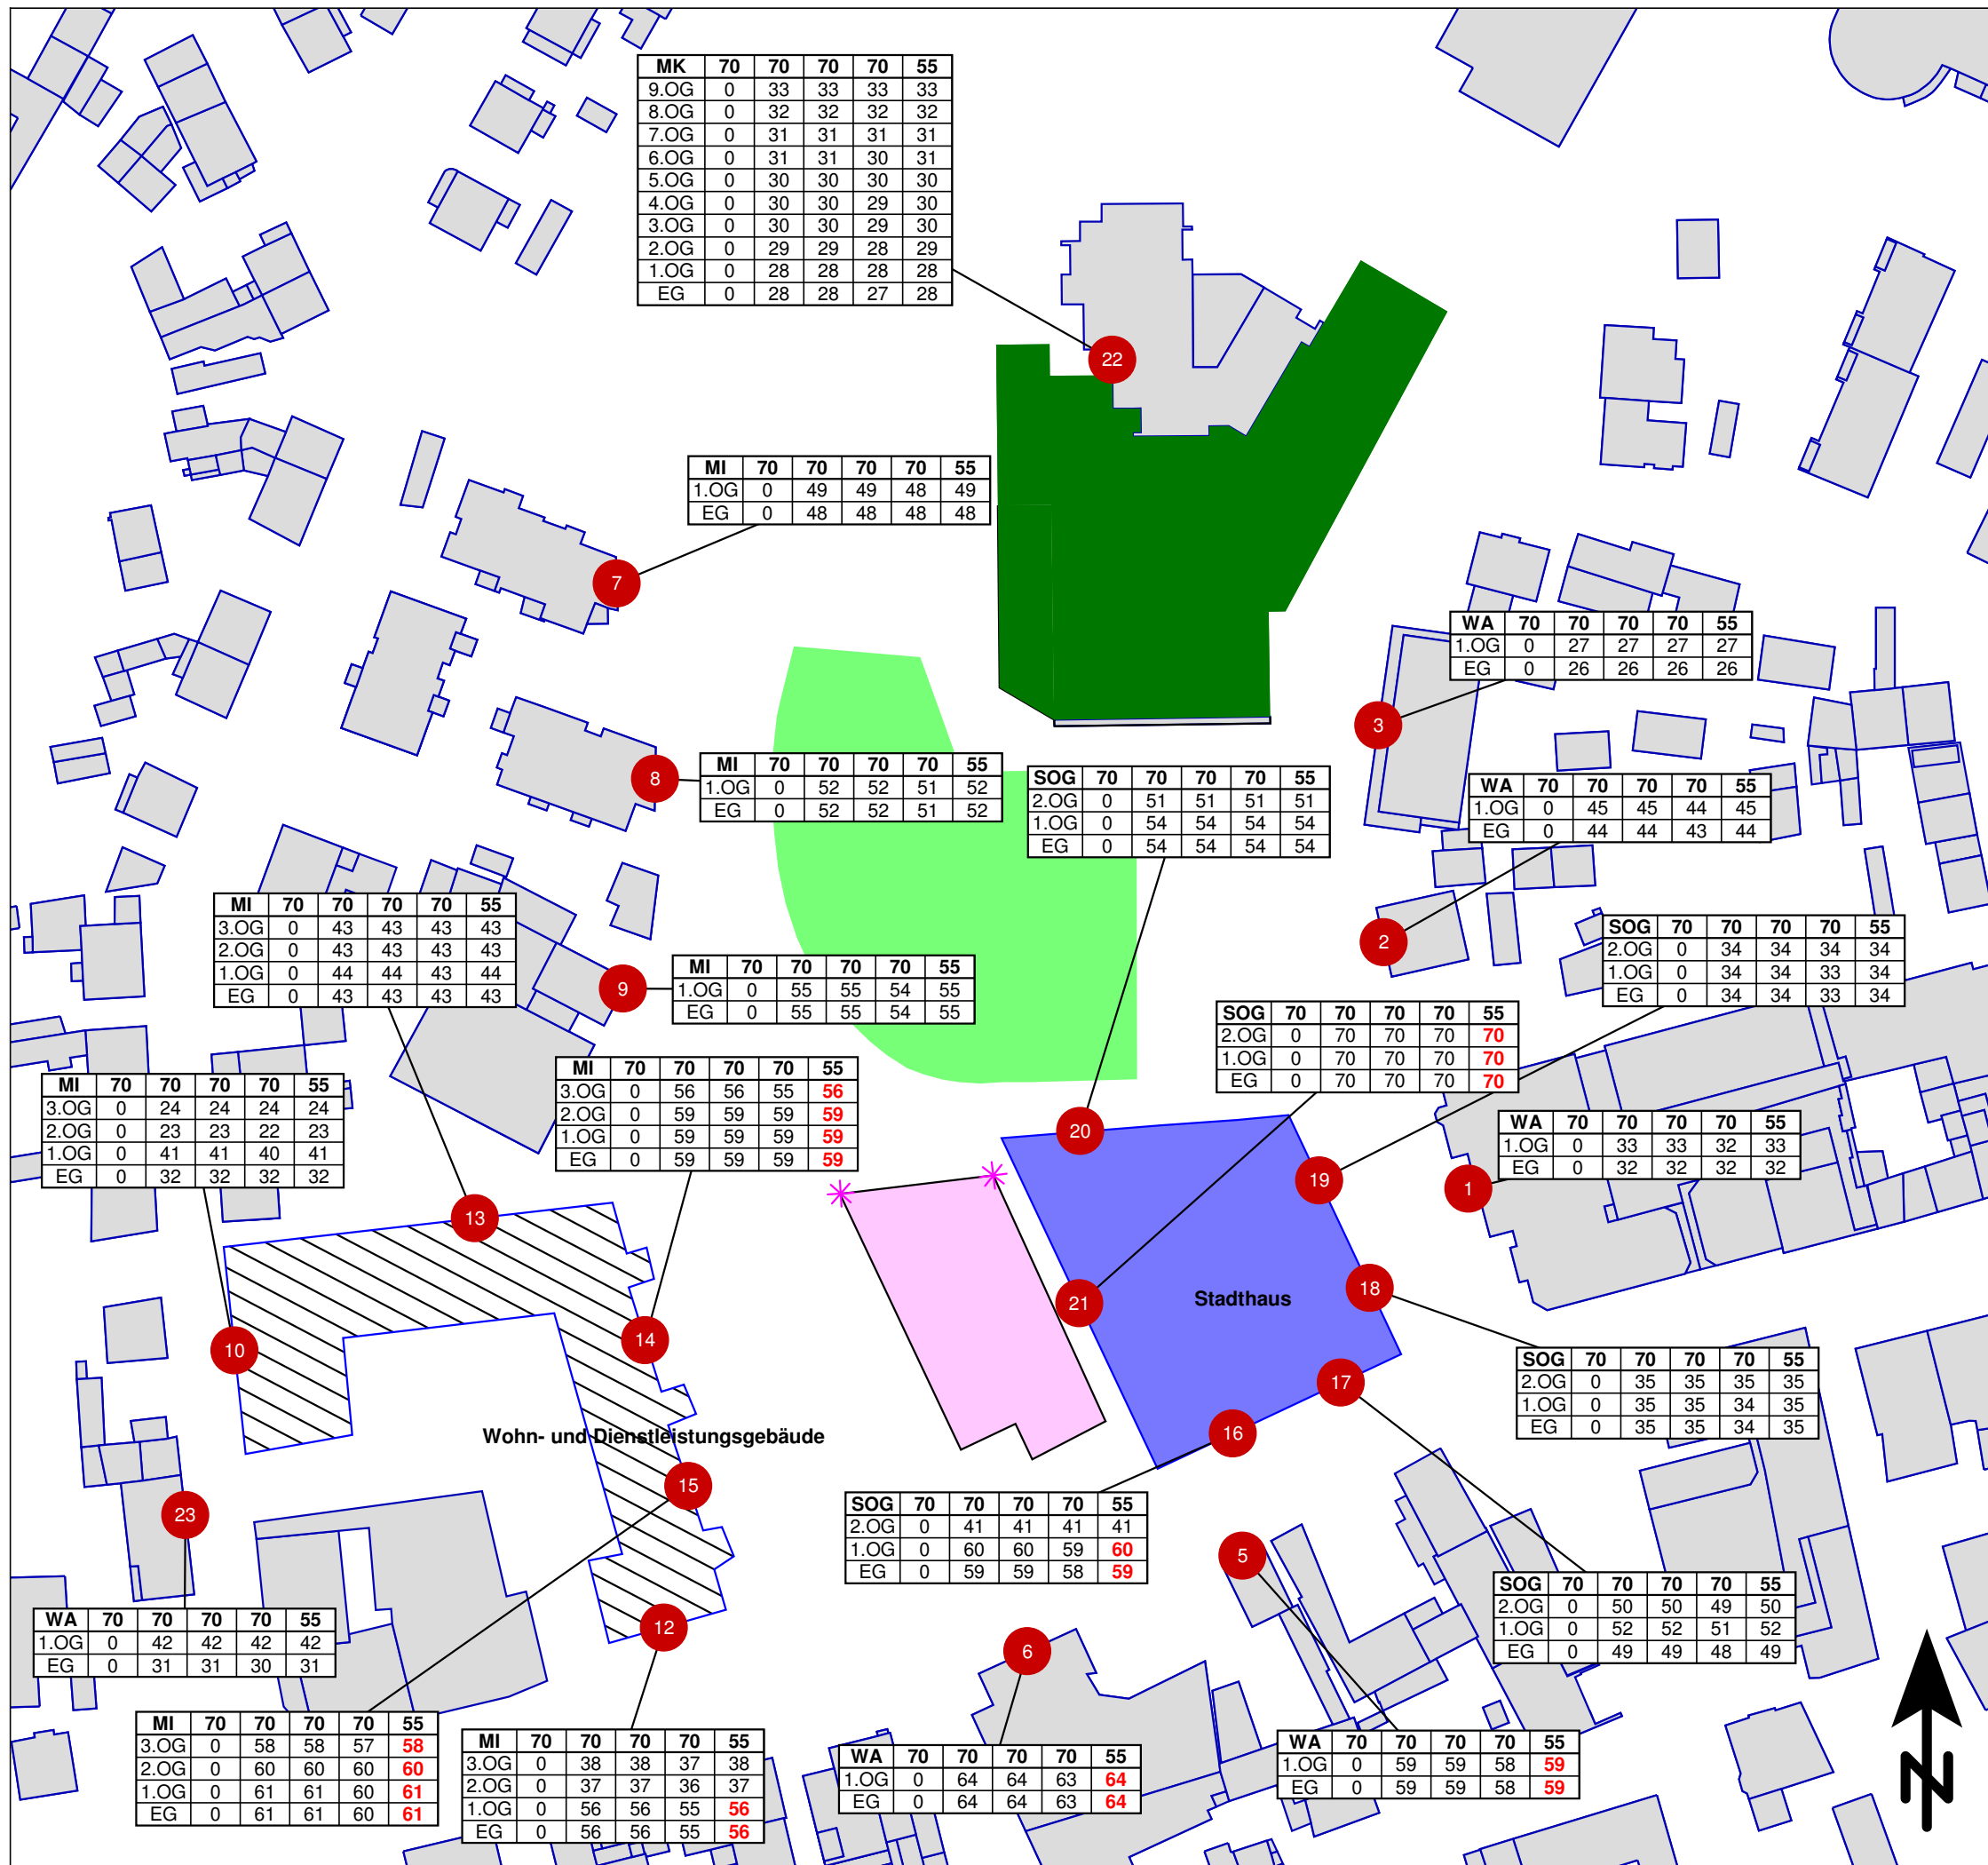 MK 70 70 70 70 55
9.OG 0 33 33 33 33
8.OG 0 32 32 32 32
7.OG 0 31 31 31 31
6.OG 0 31 31 30 31
5.OG 0 30 30 30 30
4.OG 0 30 30 29 30
3.OG 0 30 30 29 30
2.OG 0 29 29 28 29
1.OG 0 28 28 28 28
EG 0 28 28 27 28
22
MI 70 70 70 70 55
1.OG 0 49 49 48 49
EG 0 48 48 48 48
7
WA 70 70 70 70 55
1.OG 0 27 27 27 27
EG 0 26 26 26 26
3
8
MI 70 70 70 70 55
1.OG 0 52 52 51 52
EG 0 52 52 51 52
SOG 70 70 70 70 55
2.OG 0 51 51 51 51
1.OG 0 54 54 54 54
EG 0 54 54 54 54
WA 70 70 70 70 55
1.OG 0 45 45 44 45
EG 0 44 44 43 44
2
MI 70 70 70 70 55
3.OG 0 43 43 43 43
2.OG 0 43 43 43 43
1.OG 0 44 44 43 44
EG 0 43 43 43 43
9
MI 70 70 70 70 55
1.OG 0 55 55 54 55
EG 0 55 55 54 55
SOG 70 70 70 70 55
2.OG 0 34 34 34 34
1.OG 0 34 34 33 34
EG 0 34 34 33 34
SOG 70 70 70 70 55
2.OG 0 70 70 70 70
1.OG 0 70 70 70 70
EG 0 70 70 70 70
MI 70 70 70 70 55
3.OG 0 24 24 24 24
2.OG 0 23 23 22 23
1.OG 0 41 41 40 41
EG 0 32 32 32 32
MI 70 70 70 70 55
3.OG 0 56 56 55 56
2.OG 0 59 59 59 59
1.OG 0 59 59 59 59
EG 0 59 59 59 59
20
WA 70 70 70 70 55
1.OG 0 33 33 32 33
EG 0 32 32 32 32
19
1
13
18
21
Stadthaus
14
10
17
SOG 70 70 70 70 55
2.OG 0 35 35 35 35
1.OG 0 35 35 34 35
EG 0 35 35 34 35
Wohn- und Dienstleistungsgebäude
16
15
23
SOG 70 70 70 70 55
2.OG 0 41 41 41 41
1.OG 0 60 60 59 60
EG 0 59 59 58 59
5
SOG 70 70 70 70 55
2.OG 0 50 50 49 50
1.OG 0 52 52 51 52
EG 0 49 49 48 49
WA 70 70 70 70 55
1.OG 0 42 42 42 42
EG 0 31 31 30 31
12
6
MI 70 70 70 70 55
3.OG 0 58 58 57 58
2.OG 0 60 60 60 60
1.OG 0 61 61 60 61
EG 0 61 61 60 61
MI 70 70 70 70 55
3.OG 0 38 38 37 38
2.OG 0 37 37 36 37
1.OG 0 56 56 55 56
EG 0 56 56 55 56
WA 70 70 70 70 55
1.OG 0 64 64 63 64
EG 0 64 64 63 64
WA 70 70 70 70 55
1.OG 0 59 59 58 59
EG 0 59 59 58 59
N